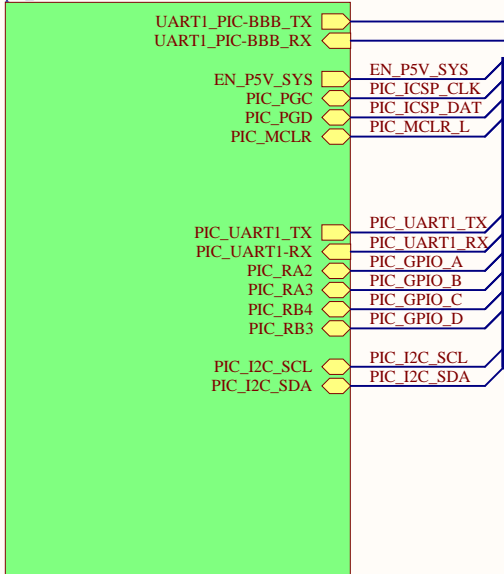 UART1_PIC-BBB_TX
UART1_PIC-BBB_RX
EN_P5V_SYS EN_P5V_SYS
PIC_PGC PIC_ICSP_CLK
PIC_PGD PIC_ICSP_DAT
PIC_MCLR PIC_MCLR_L
PIC_UART1_TX PIC_UART1_TX
PIC_UART1-RX PIC_UART1_RX
PIC_RA2 PIC_GPIO_A
PIC_RA3 PIC_GPIO_B
PIC_RB4 PIC_GPIO_C
PIC_RB3 PIC_GPIO_D
PIC_I2C_SCL PIC_I2C_SCL
PIC_I2C_SDA PIC_I2C_SDA